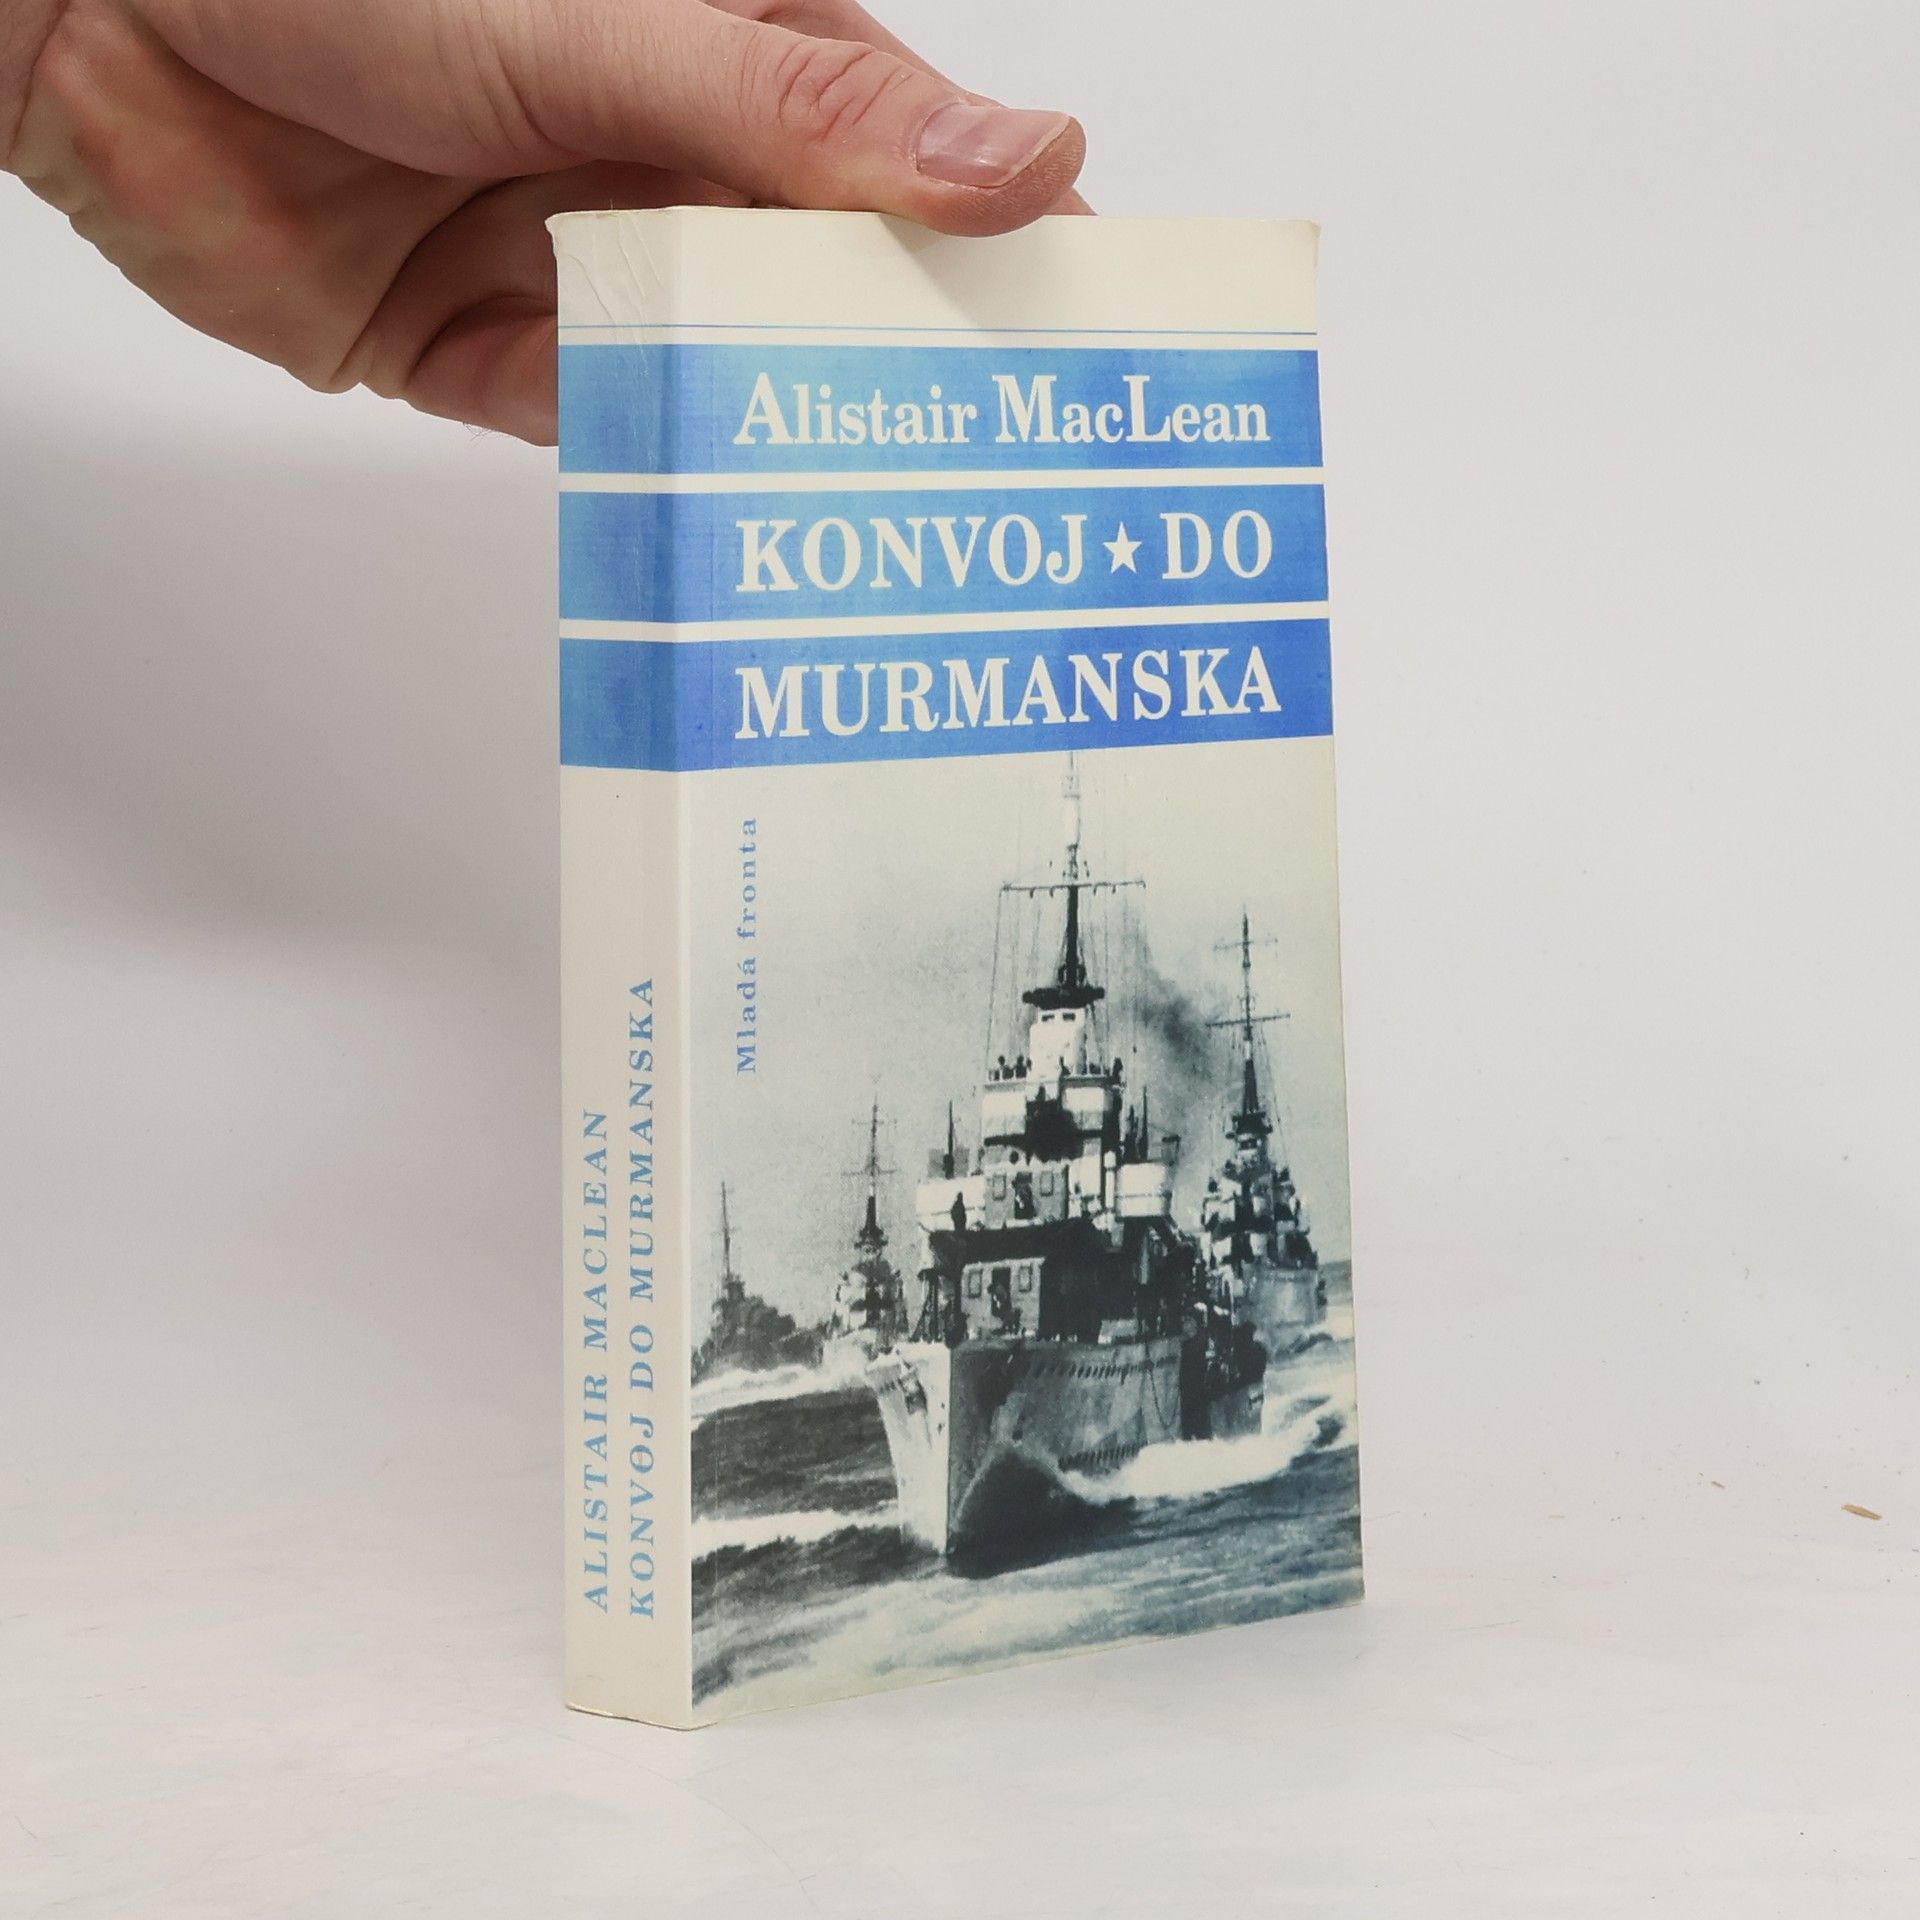 Alistair MacLean
KONVOJ ★ DO
MURMANSKA
Mladá fronta
ALISTAIR MACLEAN
KONVOJ DO MURMANSKA